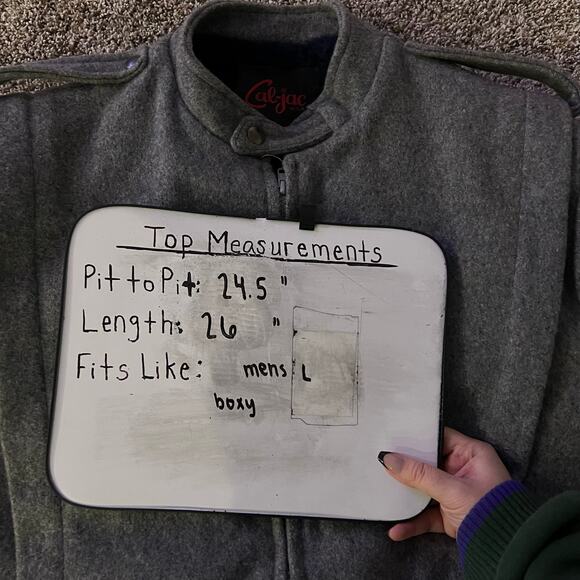 Cal-jac
Top Measurements
Pit to Pit: 24.5 "
Length: 26 "
Fits Like: mens: L
boxy